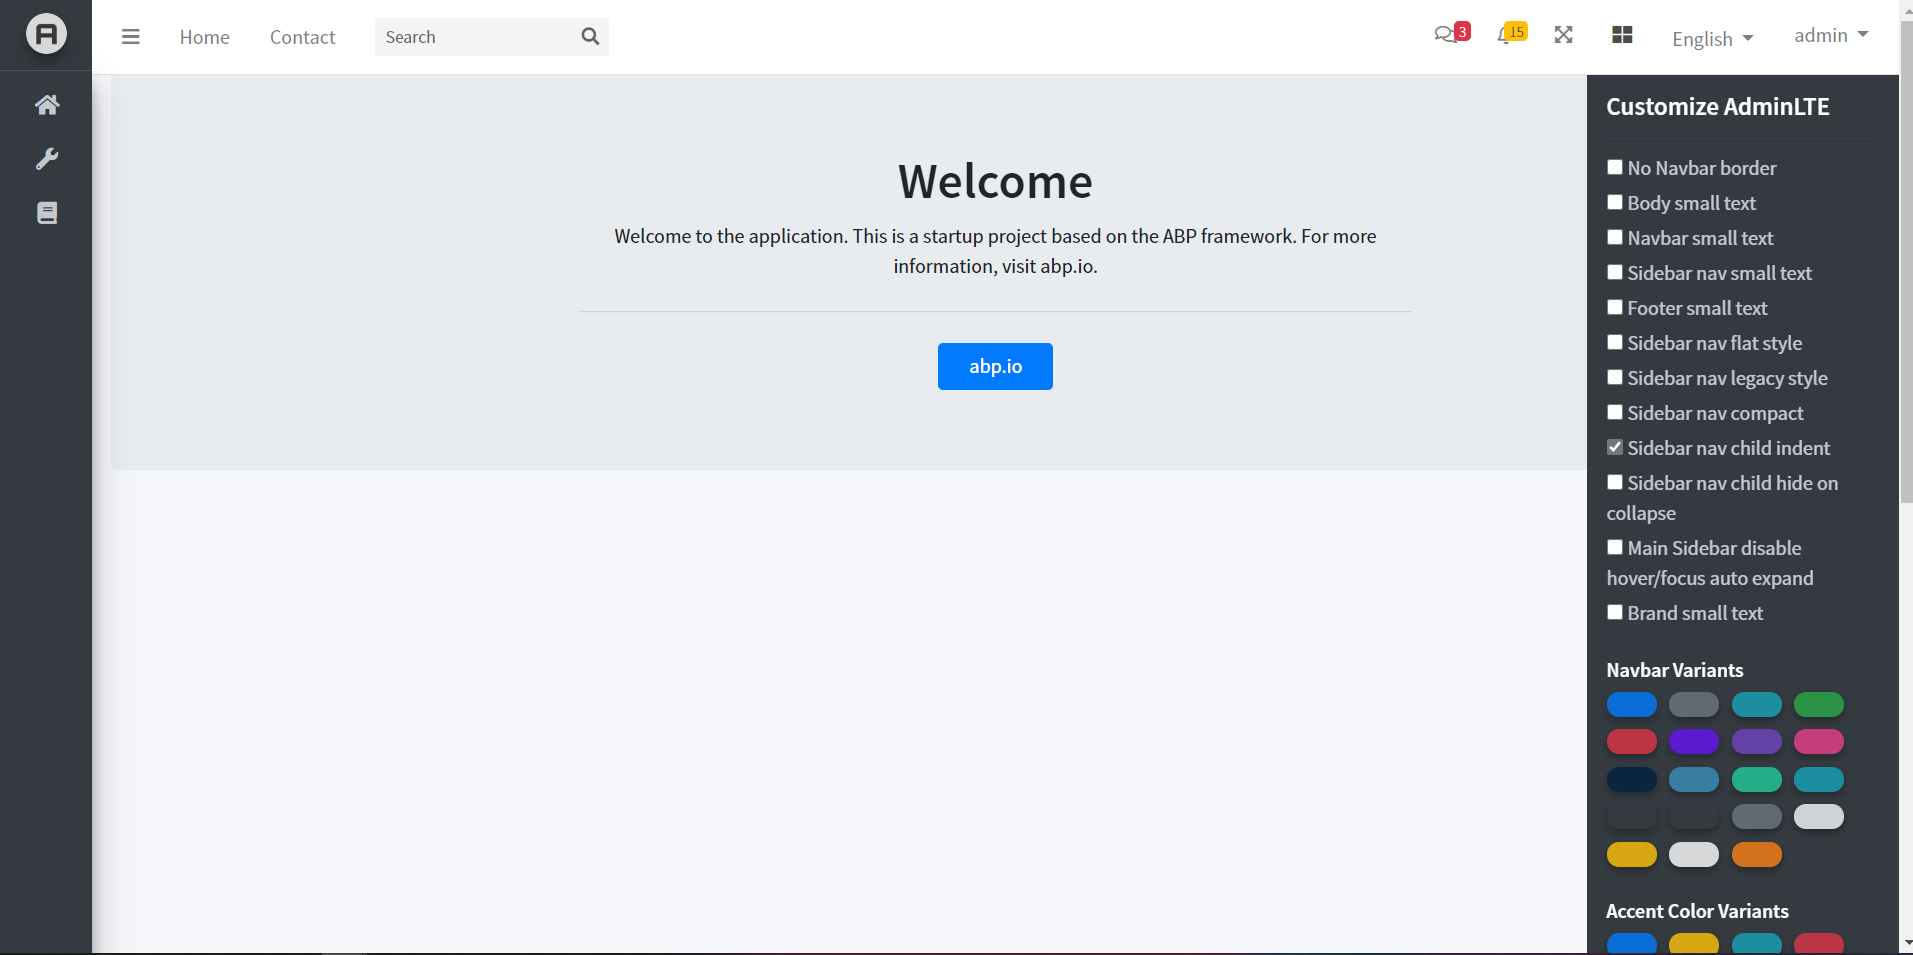 A
Home
Contact
Search
3
15
English
admin
Welcome
Welcome to the application. This is a startup project based on the ABP framework. For more
information, visit abp.io.
abp.io
Customize AdminLTE
No Navbar border
Body small text
Navbar small text
Sidebar nav small text
Footer small text
Sidebar nav flat style
Sidebar nav legacy style
Sidebar nav compact
Sidebar nav child indent
Sidebar nav child hide on
collapse
Main Sidebar disable
hover/focus auto expand
Brand small text
Navbar Variants
Accent Color Variants